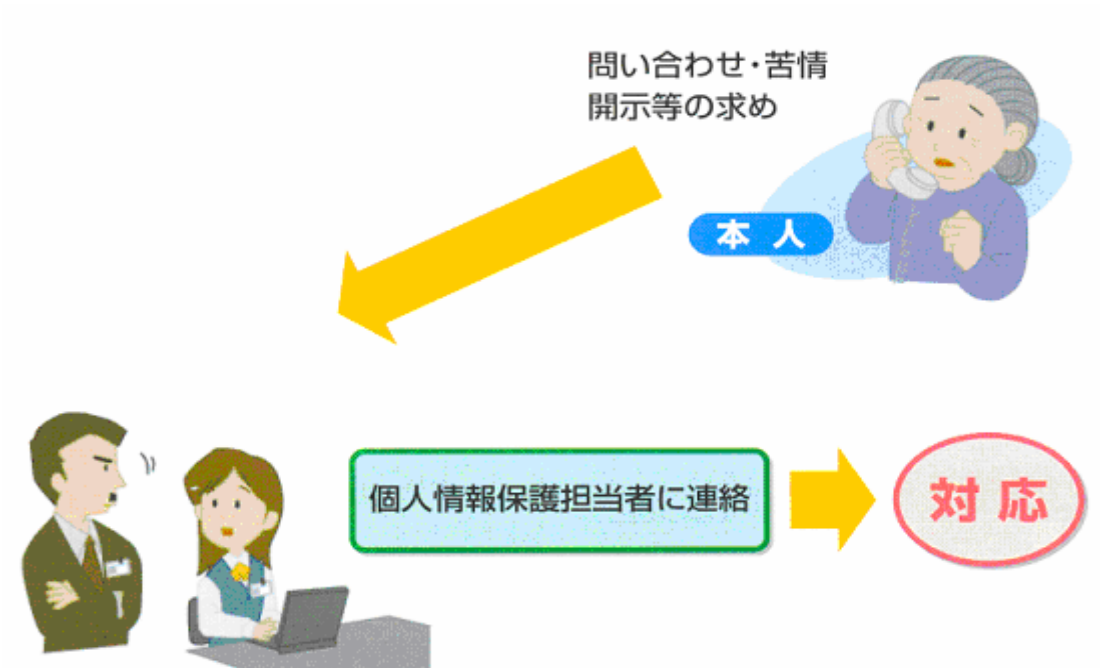 問い合わせ・苦情
開示等の求め
本人
個人情報保護担当者に連絡
対応